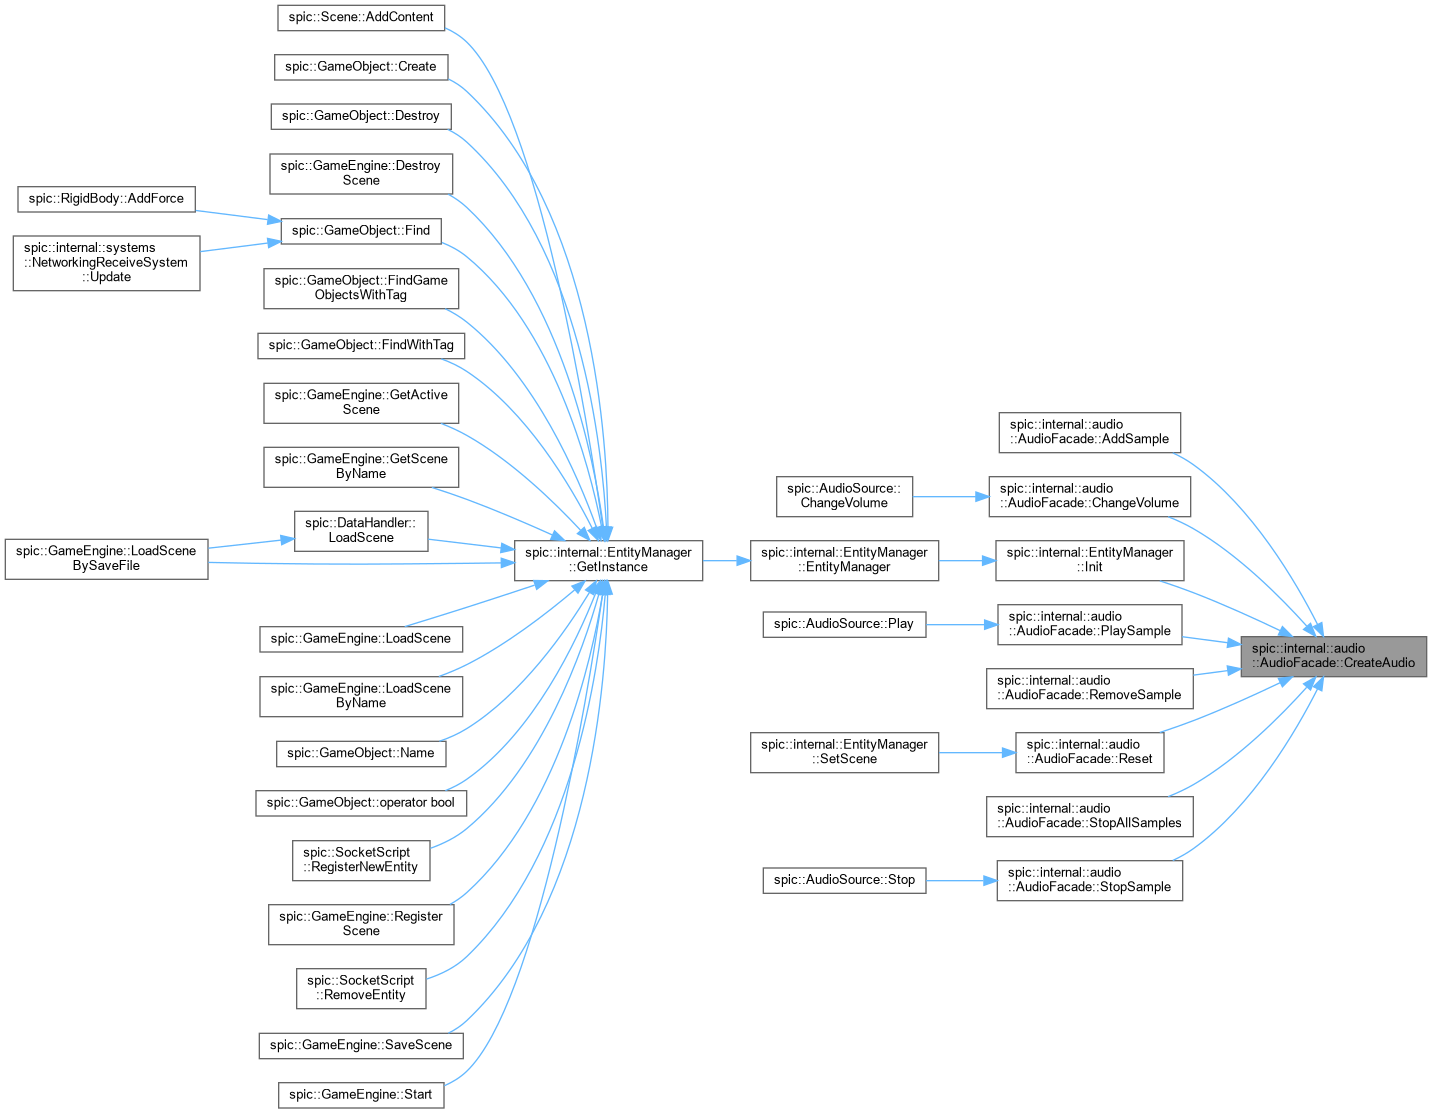 spic::Scene::AddContent
spic::GameObject::Create
spic::GameObject::Destroy
spic::GameEngine::Destroy
Scene
spic::RigidBody::AddForce
spic::GameObject::Find
spic::internal::systems
::NetworkingReceiveSystem
::Update
spic::GameObject::FindGame
ObjectsWithTag
spic::GameObject::FindWithTag
spic::GameEngine::GetActive
Scene
spic::GameEngine::GetScene
ByName
spic::DataHandler::
LoadScene
spic::GameEngine::LoadScene
BySaveFile
spic::GameEngine::LoadScene
spic::GameEngine::LoadScene
ByName
spic::GameObject::Name
spic::GameObject::operator bool
spic::SocketScript
::RegisterNewEntity
spic::GameEngine::Register
Scene
spic::SocketScript
::RemoveEntity
spic::GameEngine::SaveScene
spic::GameEngine::Start
spic::internal::EntityManager
::GetInstance
spic::AudioSource::
ChangeVolume
spic::internal::EntityManager
::EntityManager
spic::AudioSource::Play
spic::internal::EntityManager
::SetScene
spic::AudioSource::Stop
spic::internal::audio
::AudioFacade::AddSample
spic::internal::audio
::AudioFacade::ChangeVolume
spic::internal::EntityManager
::Init
spic::internal::audio
::AudioFacade::PlaySample
spic::internal::audio
::AudioFacade::RemoveSample
spic::internal::audio
::AudioFacade::Reset
spic::internal::audio
::AudioFacade::StopAllSamples
spic::internal::audio
::AudioFacade::StopSample
spic::internal::audio
::AudioFacade::CreateAudio